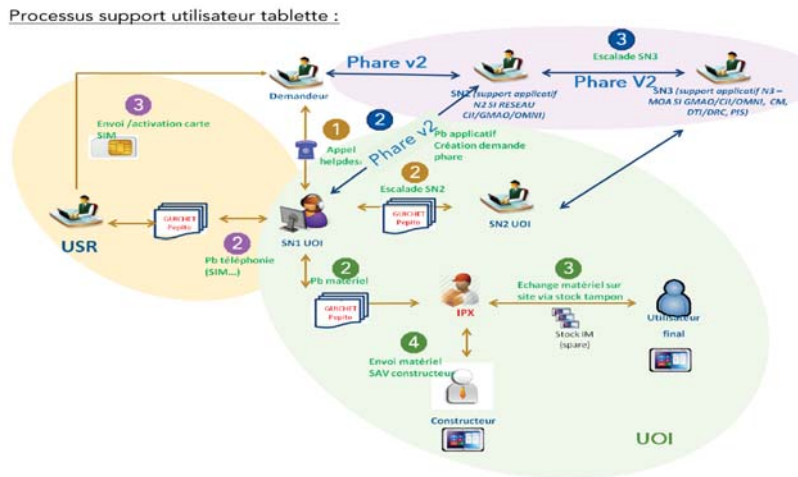 Processus support utilisateur tablette :
Phare v2
3
Escalade SN3
Phare V2
Demandeur
SN2 (support applicatif
N2 SI RESEAU
CII/GMAO/OMNI)
SN3 (support applicatif N3 –
MOA SI GMAO/CII/OMNI, CM,
DTI/DRC, PIS)
3
Envoi /activation carte
SIM
1
Appel
helpdesk
2
Phare v2
Pb applicatif
Création demande
phare
2
Escalade SN2
GUICHET
Pepito
USR
GUICHET
Pepito
SN1 UOI
SN2 UOI
2
Pb téléphonie
(SIM...)
2
Pb matériel
GUICHET
Pepito
IPX
3
Echange matériel sur
site via stock tampon
Stock IM
(spare)
Utilisateur
final
4
Envoi matériel
SAV constructeur
Constructeur
UOI